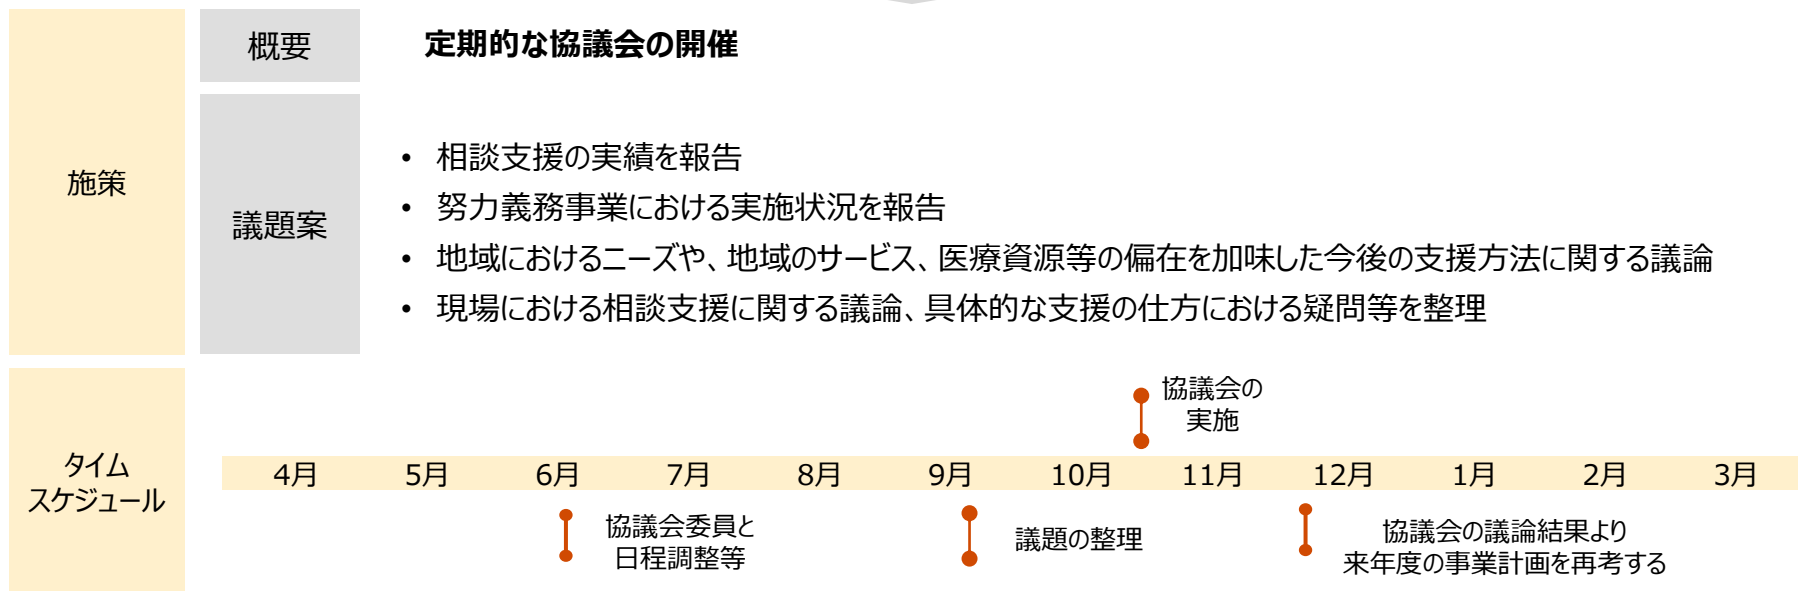 施策
概要
定期的な協議会の開催
議題案
• 相談支援の実績を報告
• 努力義務事業における実施状況を報告
• 地域におけるニーズや、地域のサービス、医療資源等の偏在を加味した今後の支援方法に関する議論
• 現場における相談支援に関する議論、具体的な支援の仕方における疑問等を整理
タイム
スケジュール
協議会の
実施
4月 5月 6月 7月 8月 9月 10月 11月 12月 1月 2月 3月
協議会委員と
日程調整等
議題の整理
協議会の議論結果より
来年度の事業計画を再考する